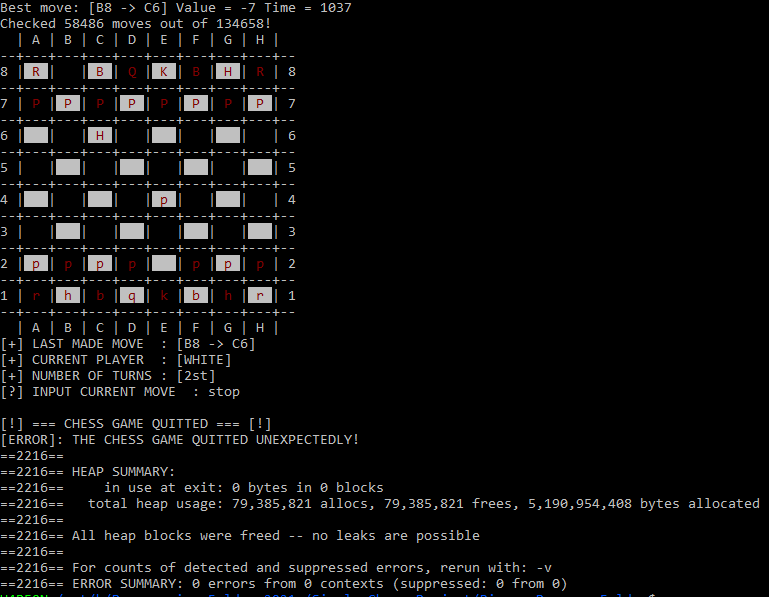 Best move: [B8 -> C6] Value = -7 Time = 1037
Checked 58486 moves out of 134658!
  | A | B | C | D | E | F | G | H |
--+---+---+---+---+---+---+---+---+--
8 | R |   | B | Q | K | B | H | R | 8
--+---+---+---+---+---+---+---+---+--
7 | P | P | P | P | P | P | P | P | 7
--+---+---+---+---+---+---+---+---+--
6 |   |   | H |   |   |   |   |   | 6
--+---+---+---+---+---+---+---+---+--
5 |   |   |   |   |   |   |   |   | 5
--+---+---+---+---+---+---+---+---+--
4 |   |   |   |   | p |   |   |   | 4
--+---+---+---+---+---+---+---+---+--
3 |   |   |   |   |   |   |   |   | 3
--+---+---+---+---+---+---+---+---+--
2 | p | p | p | p |   | p | p | p | 2
--+---+---+---+---+---+---+---+---+--
1 | r | h | b | q | k | b | h | r | 1
--+---+---+---+---+---+---+---+---+--
  | A | B | C | D | E | F | G | H |
[+] LAST MADE MOVE  : [B8 -> C6]
[+] CURRENT PLAYER  : [WHITE]
[+] NUMBER OF TURNS : [2st]
[?] INPUT CURRENT MOVE  : stop

[!] === CHESS GAME QUITTED === [!]
[ERROR]: THE CHESS GAME QUITTED UNEXPECTEDLY!
==2216==
==2216== HEAP SUMMARY:
==2216==     in use at exit: 0 bytes in 0 blocks
==2216==   total heap usage: 79,385,821 allocs, 79,385,821 frees, 5,190,954,408 bytes allocated
==2216==
==2216== All heap blocks were freed -- no leaks are possible
==2216==
==2216== For counts of detected and suppressed errors, rerun with: -v
==2216== ERROR SUMMARY: 0 errors from 0 contexts (suppressed: 0 from 0)